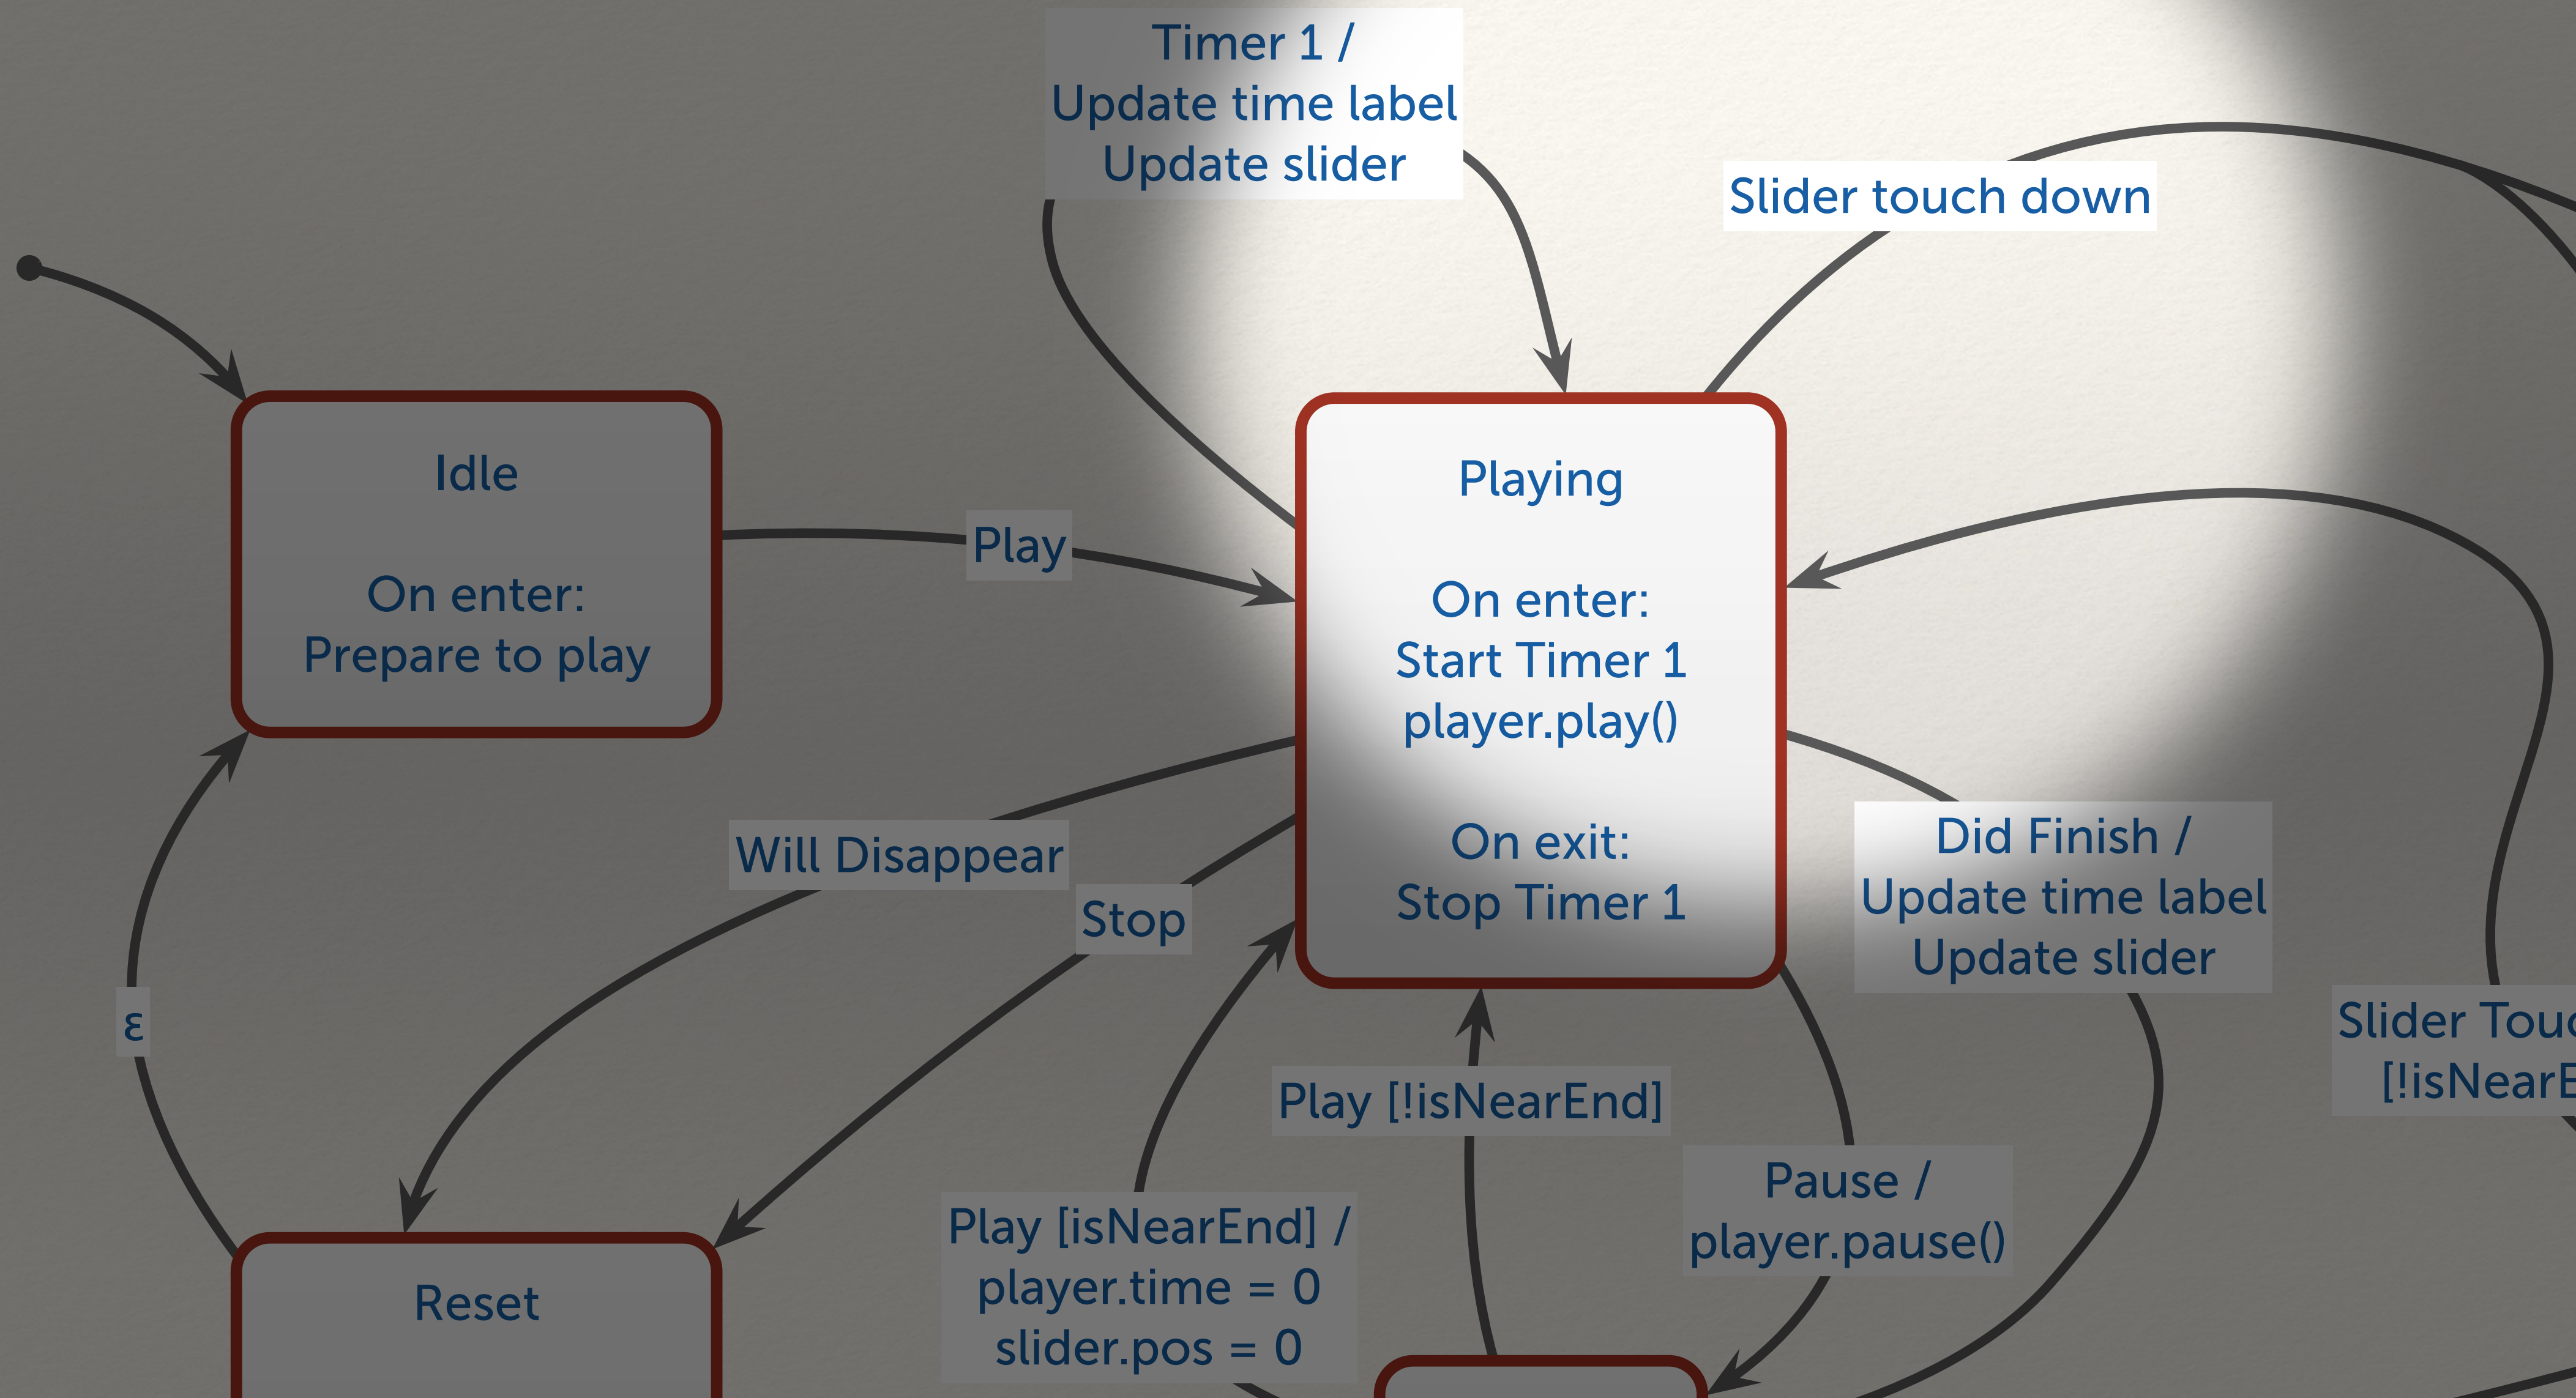 Timer 1 /
Update time label
Update slider
Slider touch down
Idle
On enter:
Prepare to play
Play
Playing
On enter:
Start Timer 1
player.play()
On exit:
Stop Timer 1
Will Disappear
Stop
Did Finish /
Update time label
Update slider
ε
Slider
Play [!isNearEnd]
Pause /
player.pause()
Play [isNearEnd] /
player.time = 0
slider.pos = 0
Reset